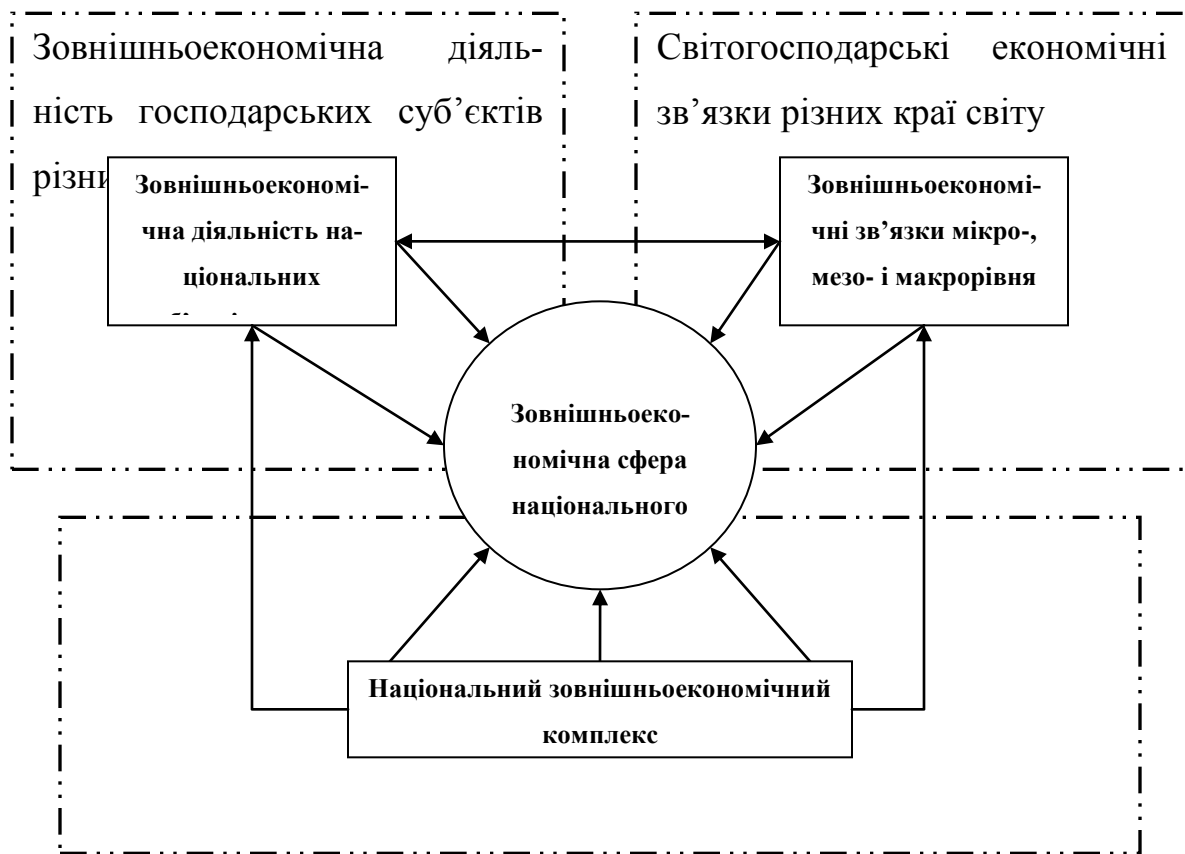 Зовнішньоекономічна діяль-
ність господарських суб’єктів
Світогосподарські економічні
зв’язки різних краї світу
Зовнішньоекономі-
чна діяльність на-
ціональних
Зовнішньоекономі-
чні зв’язки мікро-,
мезо- і макрорівня
Зовнішньоеко-
номічна сфера
національного
Національний зовнішньоекономічний
комплекс